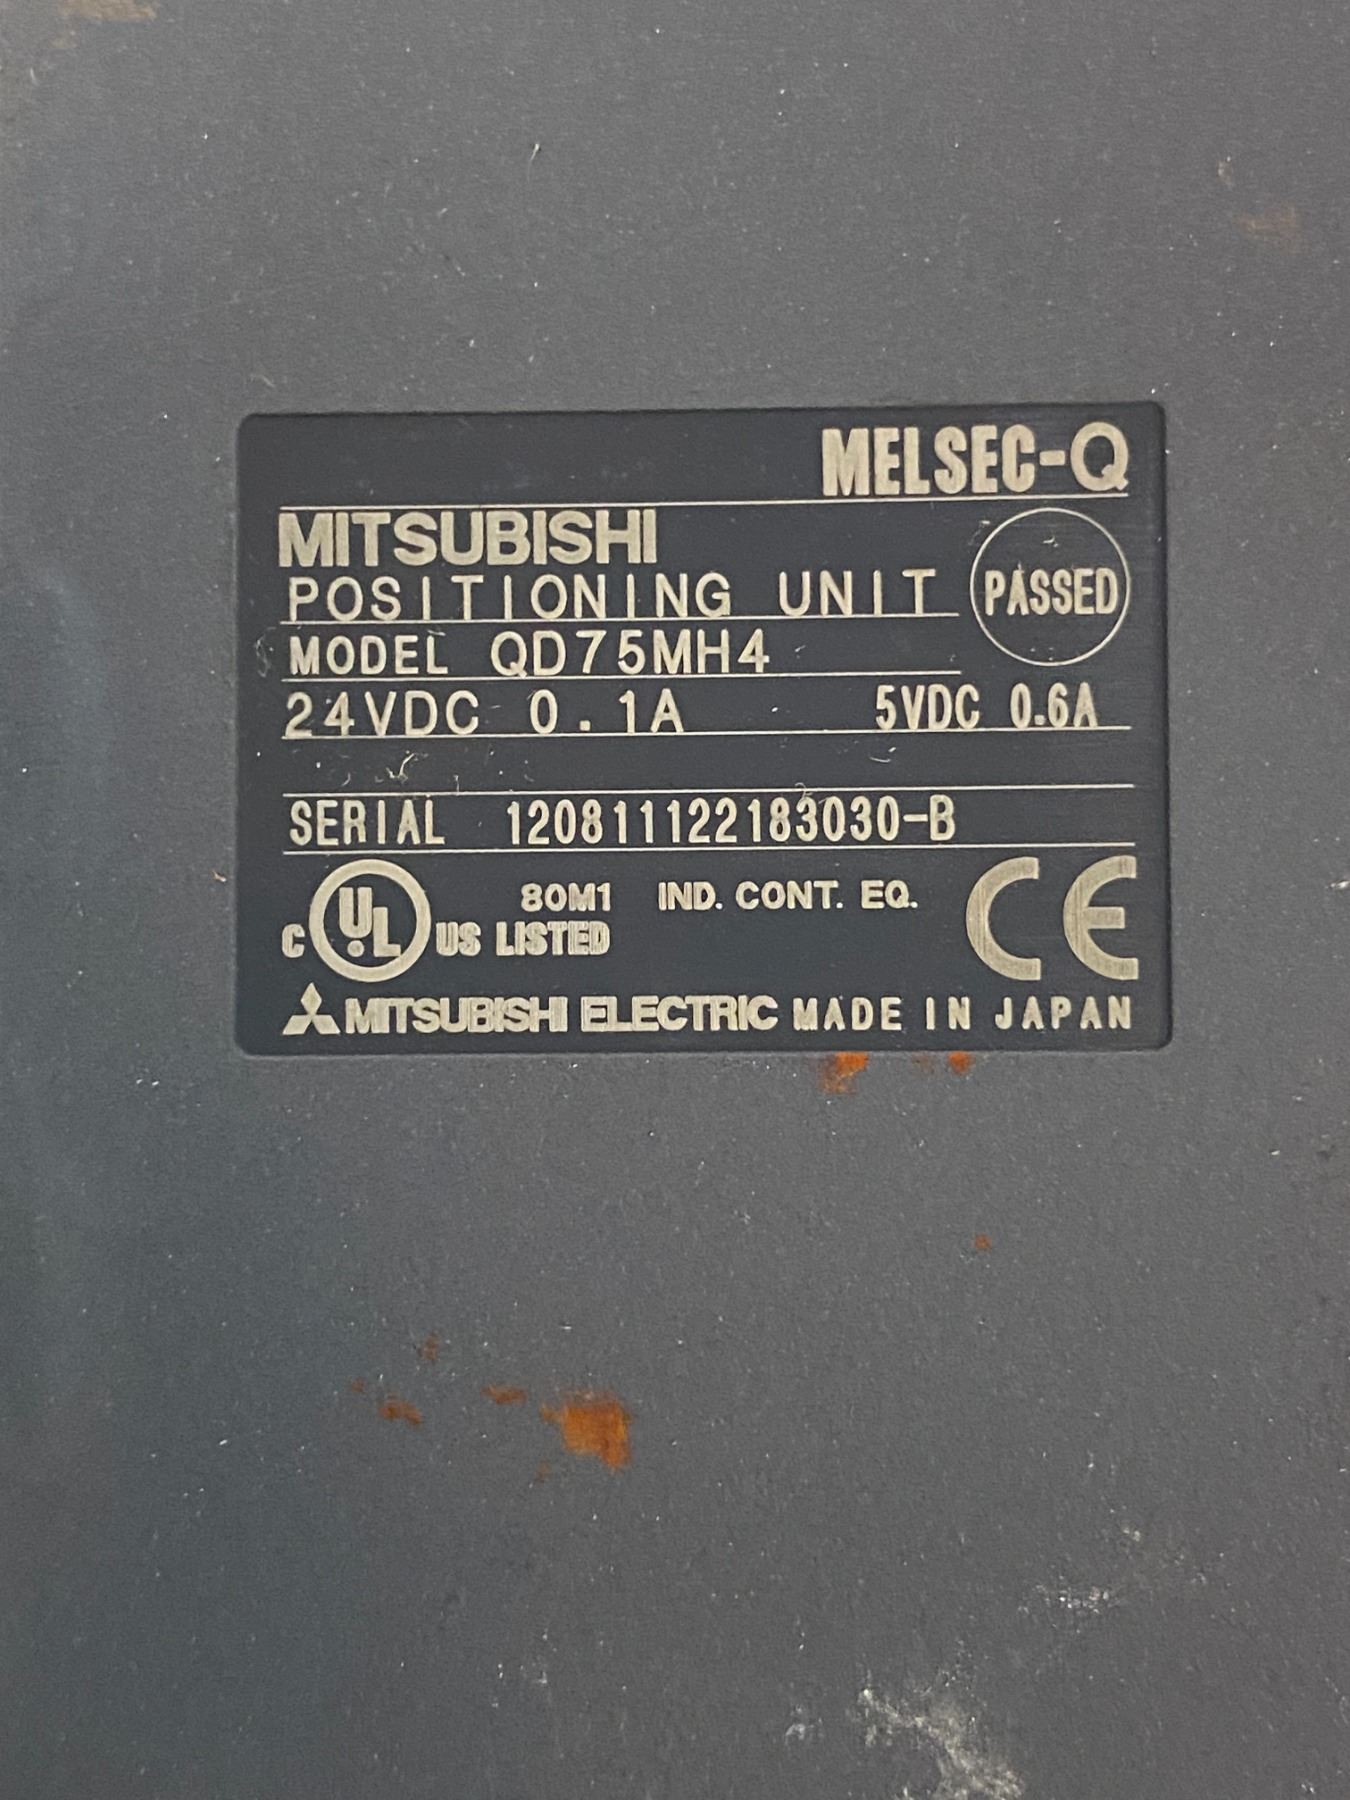 MELSEC-Q
MITSUBISHI
POSITIONING UNIT
PASSED
MODEL QD75MH4
24VDC 0.1A 5VDC 0.6A
SERIAL 120811122183030-B
C UL US LISTED 80M1 IND. CONT. EQ.
CE
MITSUBISHI ELECTRIC MADE IN JAPAN